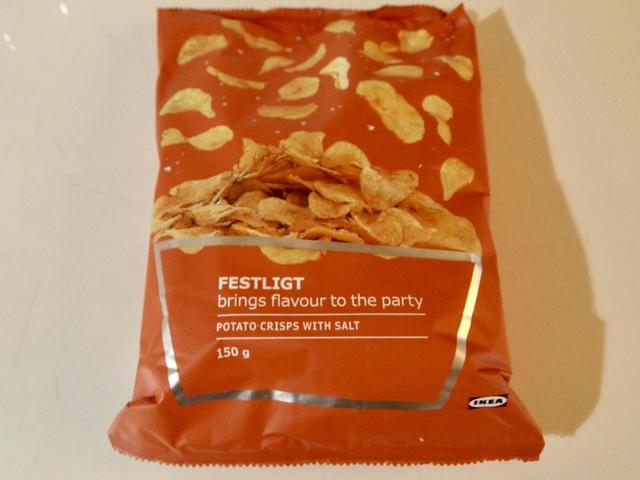 FESTLIGT
brings flavour to the party
POTATO CRISPS WITH SALT
150 g
IKEA